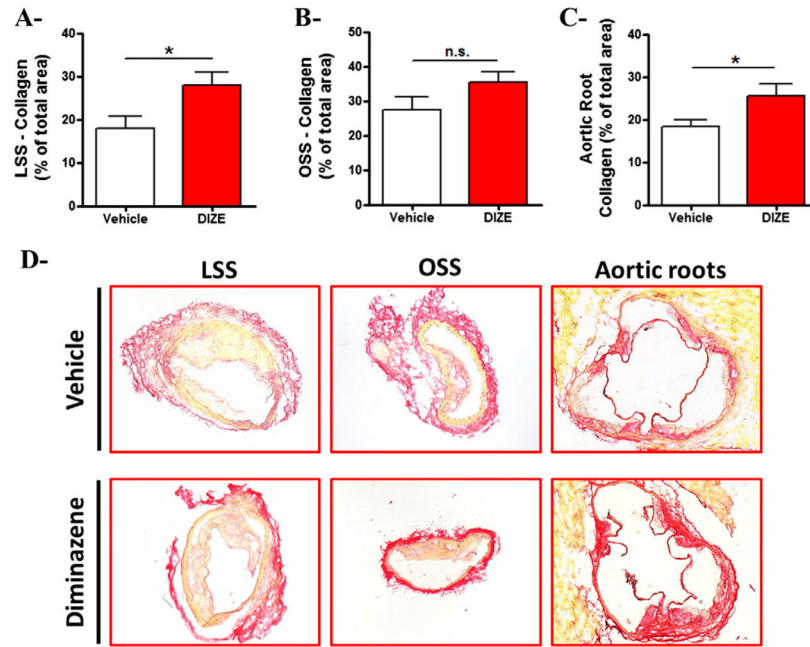 A-
LSS - Collagen
(% of total area)
40
30
20
10
0
*
Vehicle
DIZE
B-
OSS - Collagen
(% of total area)
50
40
30
20
10
0
n.s.
Vehicle
DIZE
C-
Aortic Root
Collagen (% of total area)
40
30
20
10
0
*
Vehicle
DIZE
D-
LSS
OSS
Aortic roots
Vehicle
Diminazene